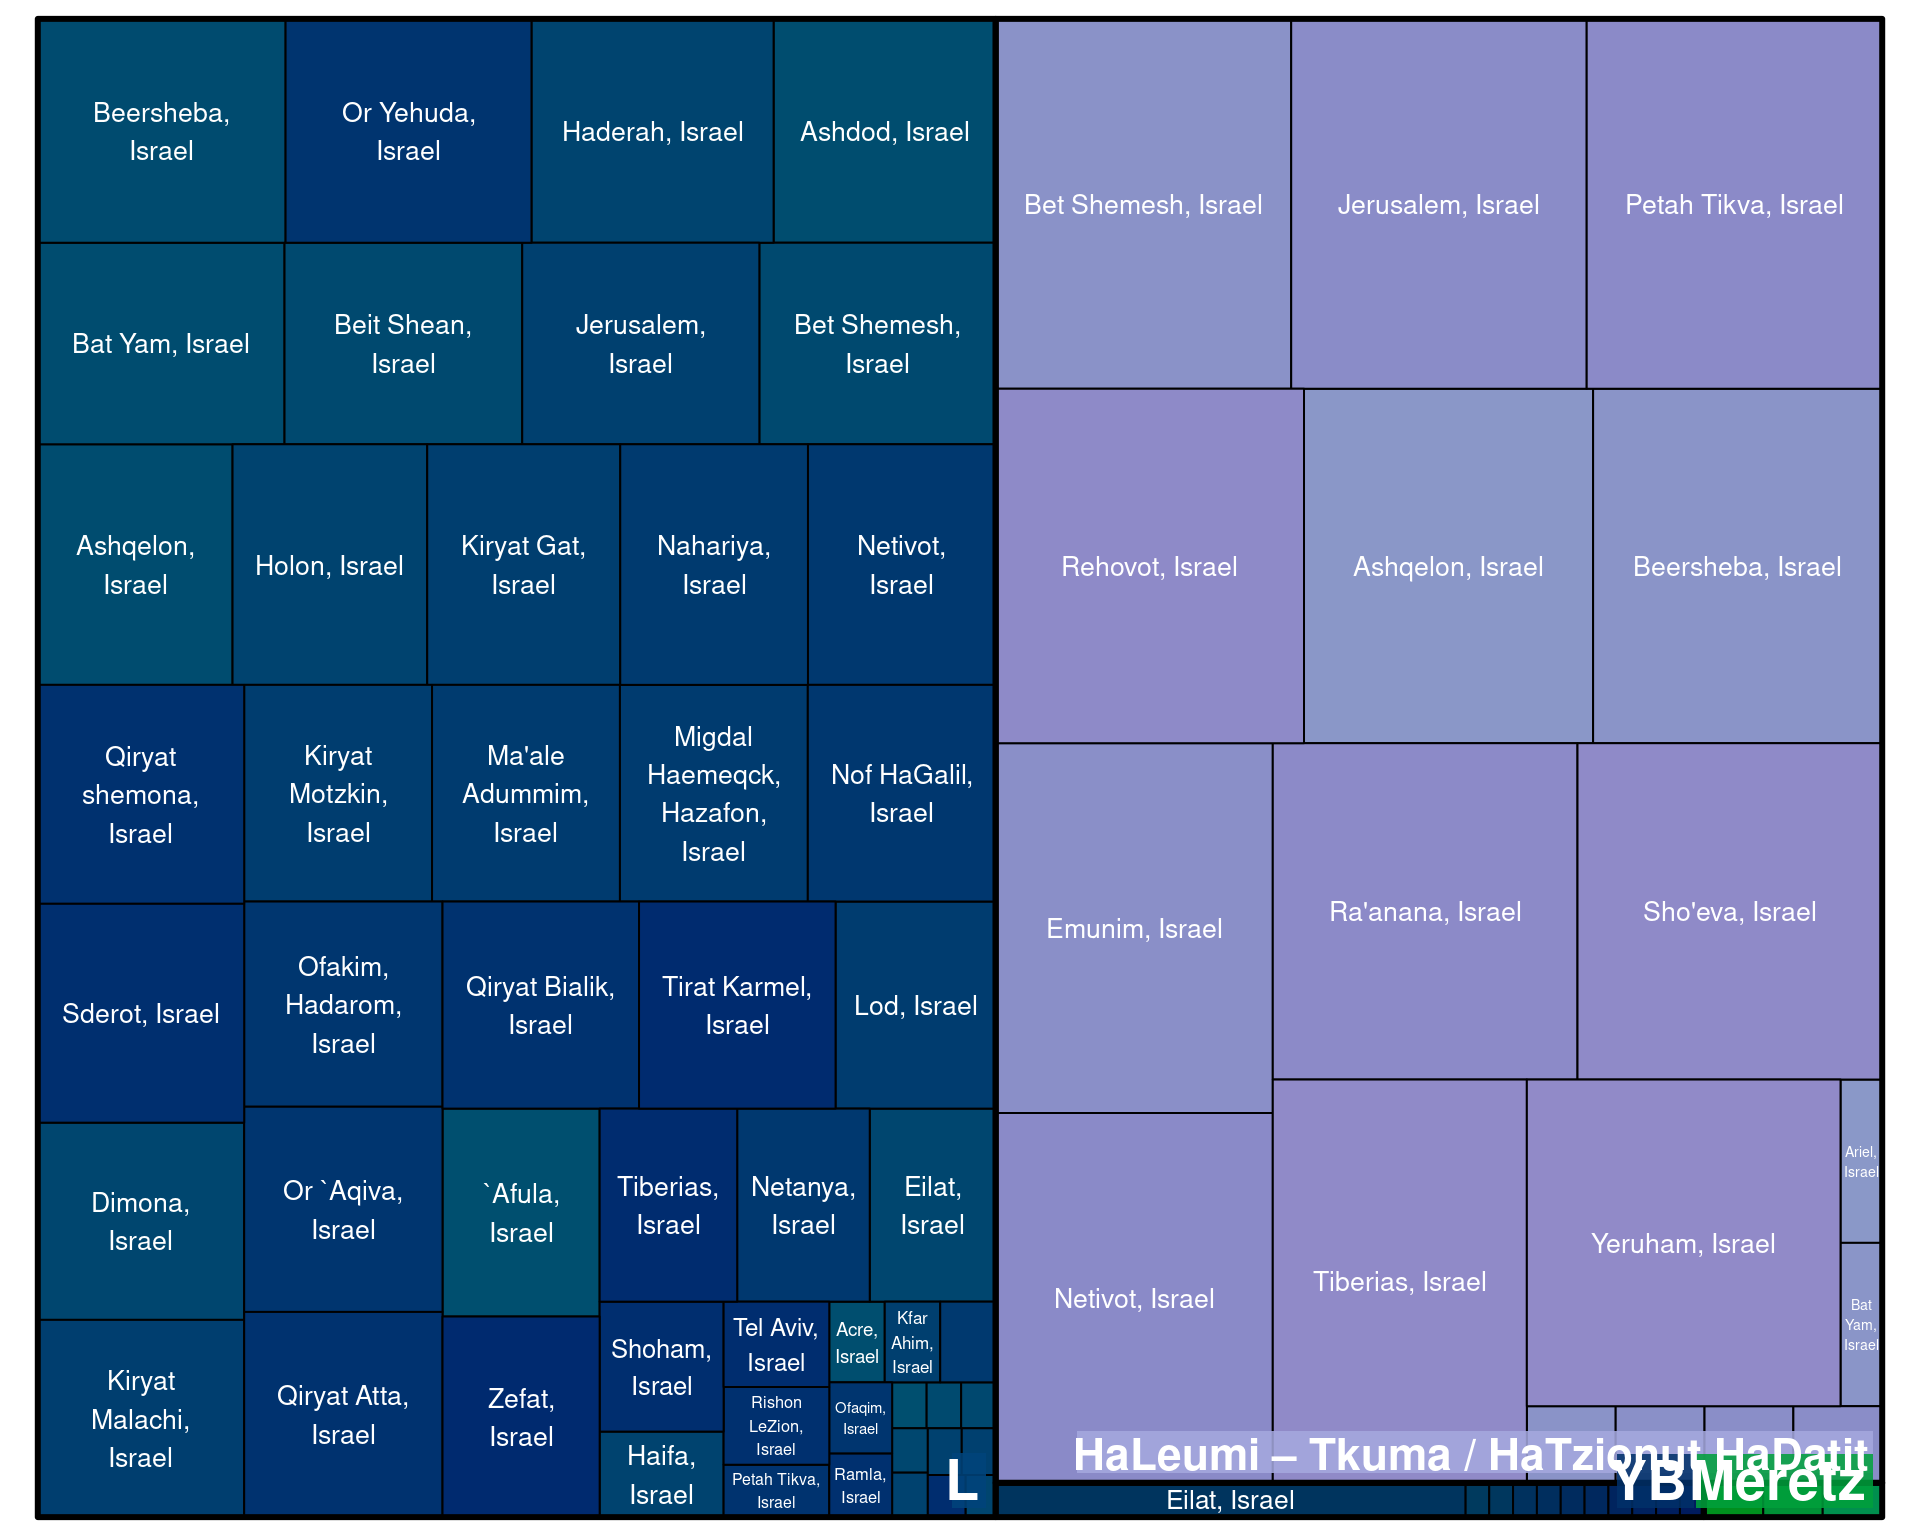 Beersheba,
Israel
Or Yehuda,
Israel
Haderah, Israel
Ashdod, Israel
Bat Yam, Israel
Beit Shean,
Israel
Jerusalem,
Israel
Bet Shemesh,
Israel
Ashqelon,
Israel
Holon, Israel
Kiryat Gat,
Israel
Nahariya,
Israel
Netivot,
Israel
Qiryat
shemona,
Israel
Kiryat
Motzkin,
Israel
Ma'ale
Adummim,
Israel
Migdal
Haemeqck,
Hazafon,
Israel
Nof HaGalil,
Israel
Sderot, Israel
Ofakim,
Hadarom,
Israel
Qiryat Bialik,
Israel
Tirat Karmel,
Israel
Lod, Israel
Dimona,
Israel
Or `Aqiva,
Israel
`Afula,
Israel
Tiberias,
Israel
Netanya,
Israel
Eilat,
Israel
Kiryat
Malachi,
Israel
Qiryat Atta,
Israel
Zefat,
Israel
Shoham,
Israel
Haifa,
Israel
Tel Aviv,
Israel
Rishon
LeZion,
Israel
Petah Tikva,
Israel
Acre,
Israel
Kfar
Ahim,
Israel
Ofaqim,
Israel
Ramla,
Israel
L
Bet Shemesh, Israel
Jerusalem, Israel
Petah Tikva, Israel
Rehovot, Israel
Ashqelon, Israel
Beersheba, Israel
Emunim, Israel
Ra'anana, Israel
Sho'eva, Israel
Netivot, Israel
Tiberias, Israel
Yeruham, Israel
Ariel,
Israel
Bat
Yam,
Israel
HaLeumi – Tkuma / HaTzionut HaDatit
Eilat, Israel
YB
Meretz